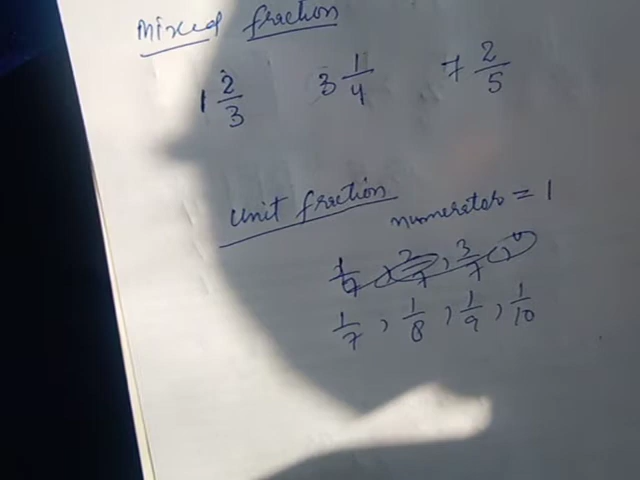 Mixed fraction
1 2/3 3 1/4 7 2/5
Unit fraction numerator = 1
1/7, 1/8, 1/9, 1/10